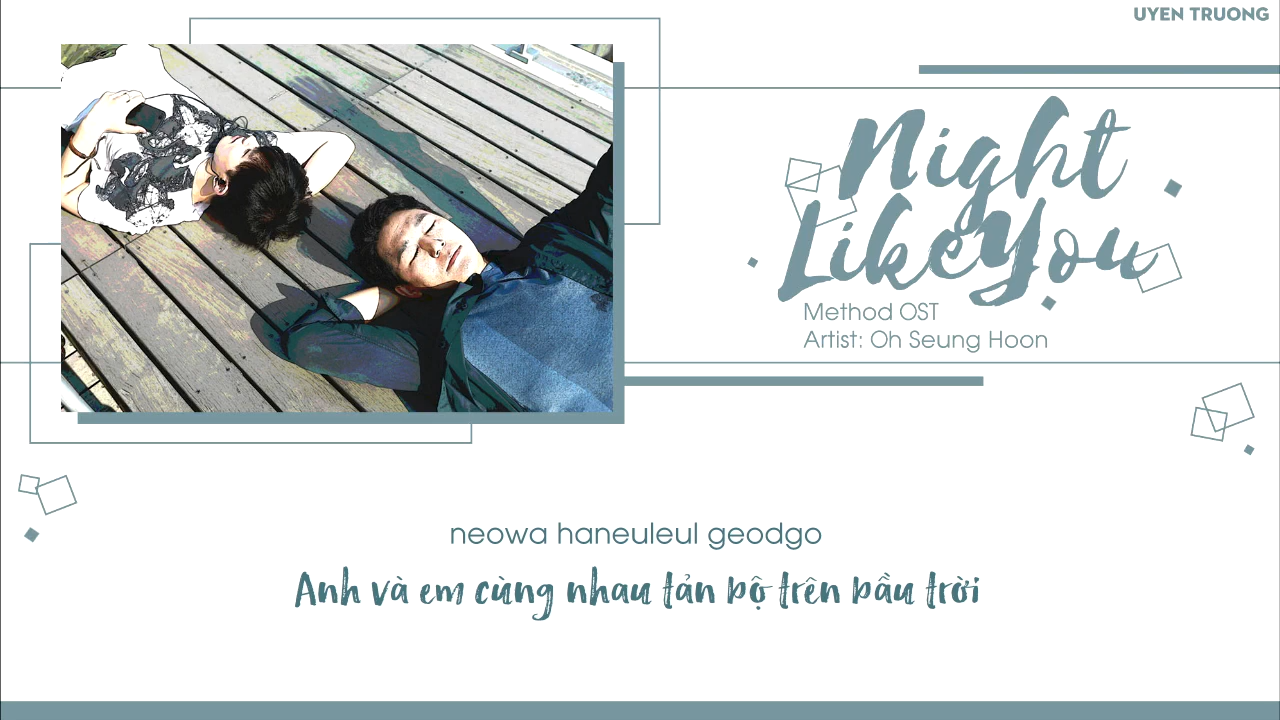 UYEN TRUONG
Night
Like You
Method OST
Artist: Oh Seung Hoon
neowa haneuleul geodgo
Anh và em cùng nhau tản bộ trên bầu trời